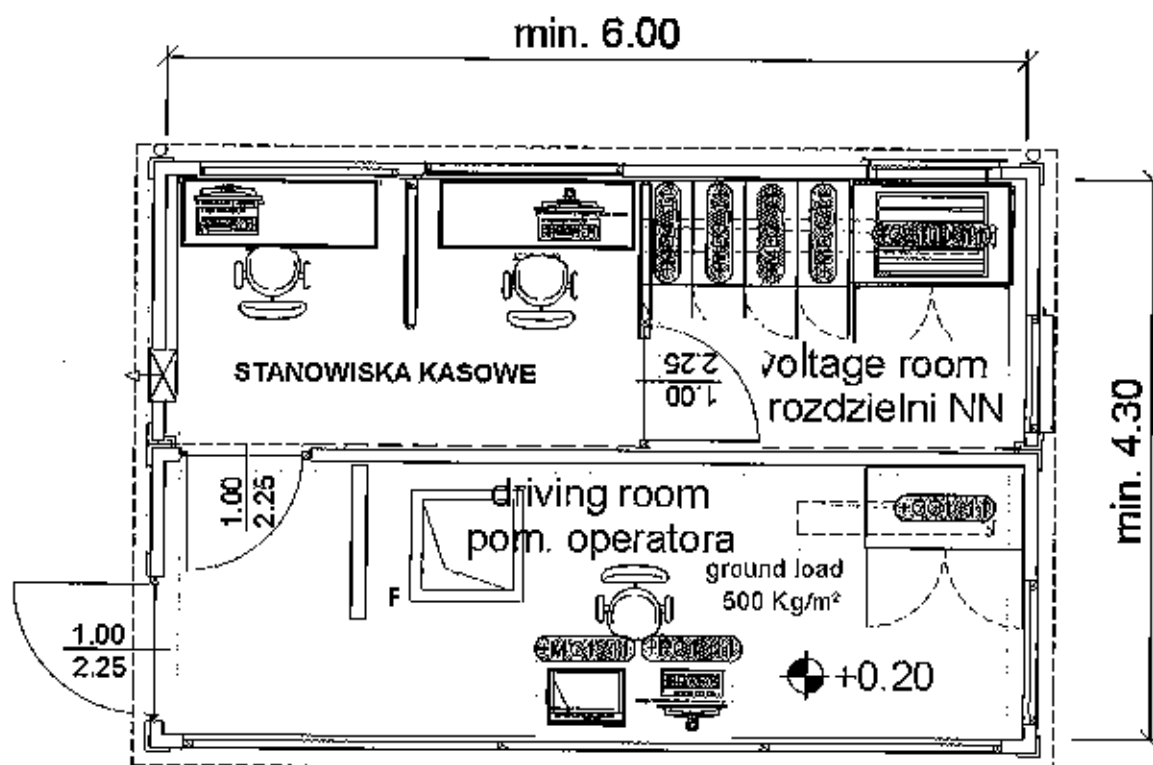 min. 6.00
STANOWISKA KASOWE
1.00
2.25
voltage room
rozdzielni NN
min. 4.30
1.00
2.25
driving room
pom. operatora
ground load
500 Kg/m²
F
1.00
2.25
+0.20